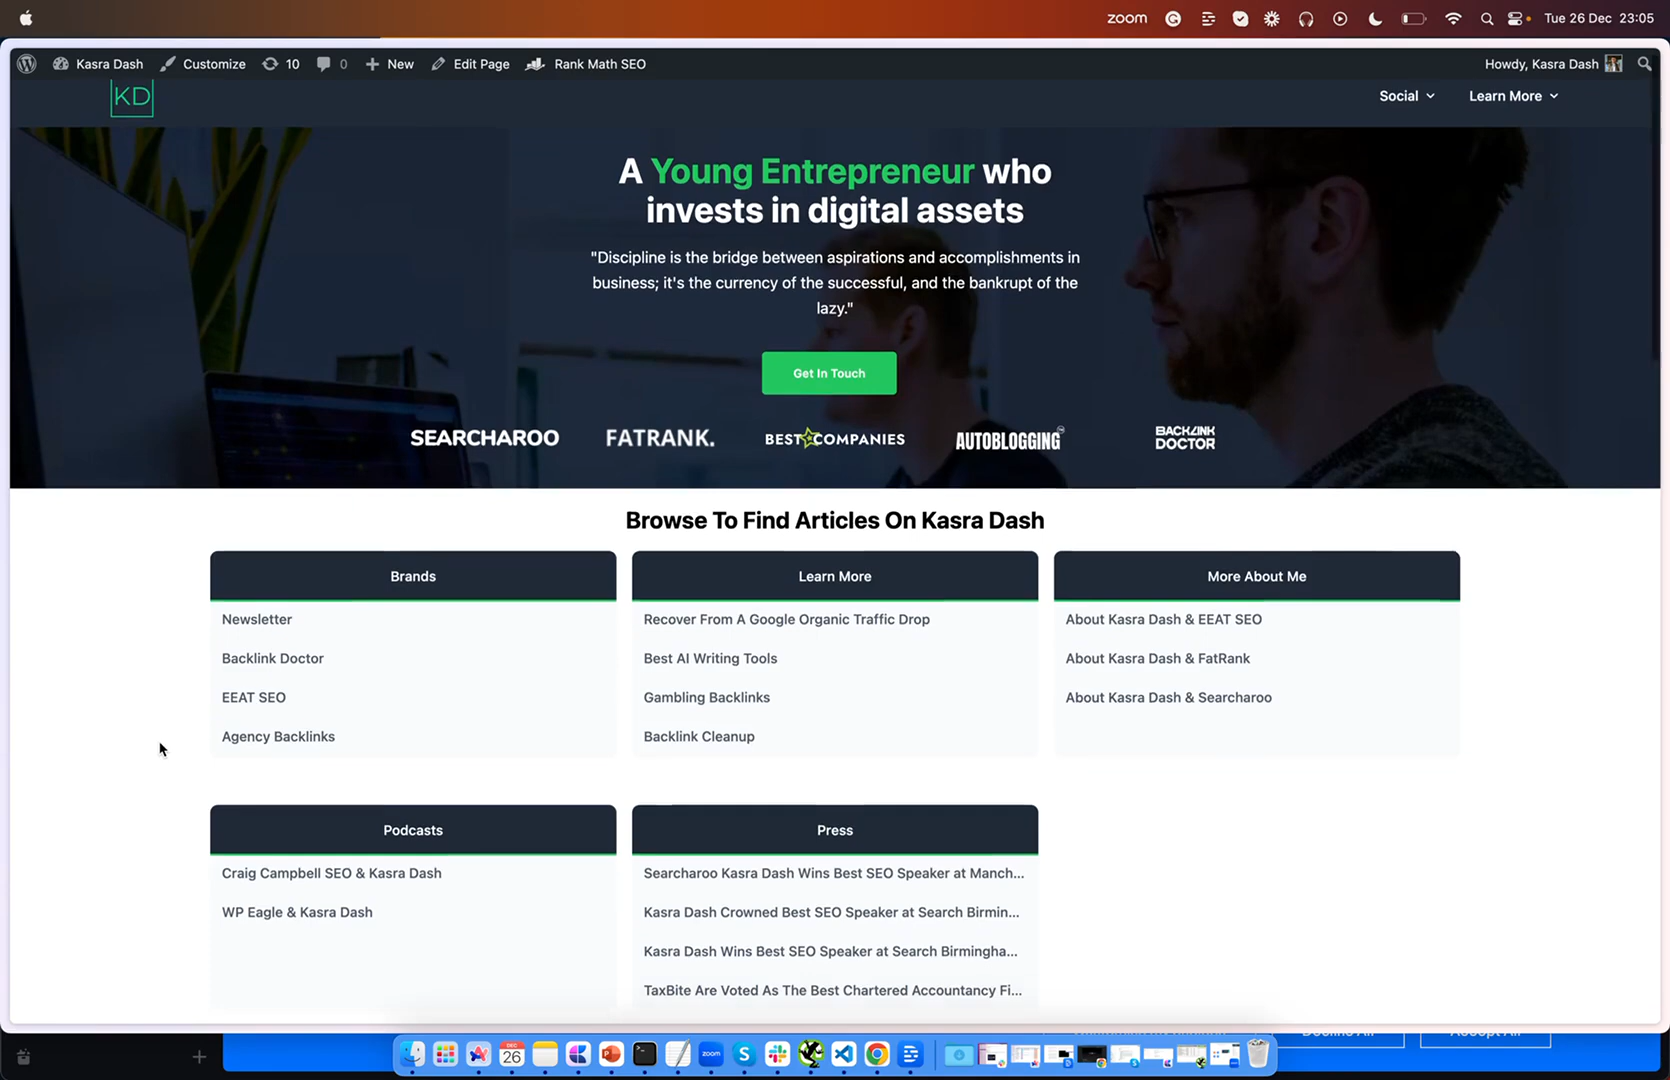 zoom
Tue 26 Dec 23:05
Kasra Dash Customize 10 0 New Edit Page Rank Math SEO Howdy, Kasra Dash
KD
Social Learn More
A Young Entrepreneur who
invests in digital assets
"Discipline is the bridge between aspirations and accomplishments in
business; it's the currency of the successful, and the bankrupt of the
lazy."
Get In Touch
SEARCHAROO FATRANK. BEST COMPANIES AUTOBLOGGING BACKLINK DOCTOR
Browse To Find Articles On Kasra Dash
Brands
Newsletter
Backlink Doctor
EEAT SEO
Agency Backlinks
Learn More
Recover From A Google Organic Traffic Drop
Best AI Writing Tools
Gambling Backlinks
Backlink Cleanup
More About Me
About Kasra Dash & EEAT SEO
About Kasra Dash & FatRank
About Kasra Dash & Searcharoo
Podcasts
Craig Campbell SEO & Kasra Dash
WP Eagle & Kasra Dash
Press
Searcharoo Kasra Dash Wins Best SEO Speaker at Manch...
Kasra Dash Crowned Best SEO Speaker at Search Birmin...
Kasra Dash Wins Best SEO Speaker at Search Birmingha...
TaxBite Are Voted As The Best Chartered Accountancy Fi...
DEC
26
zoom